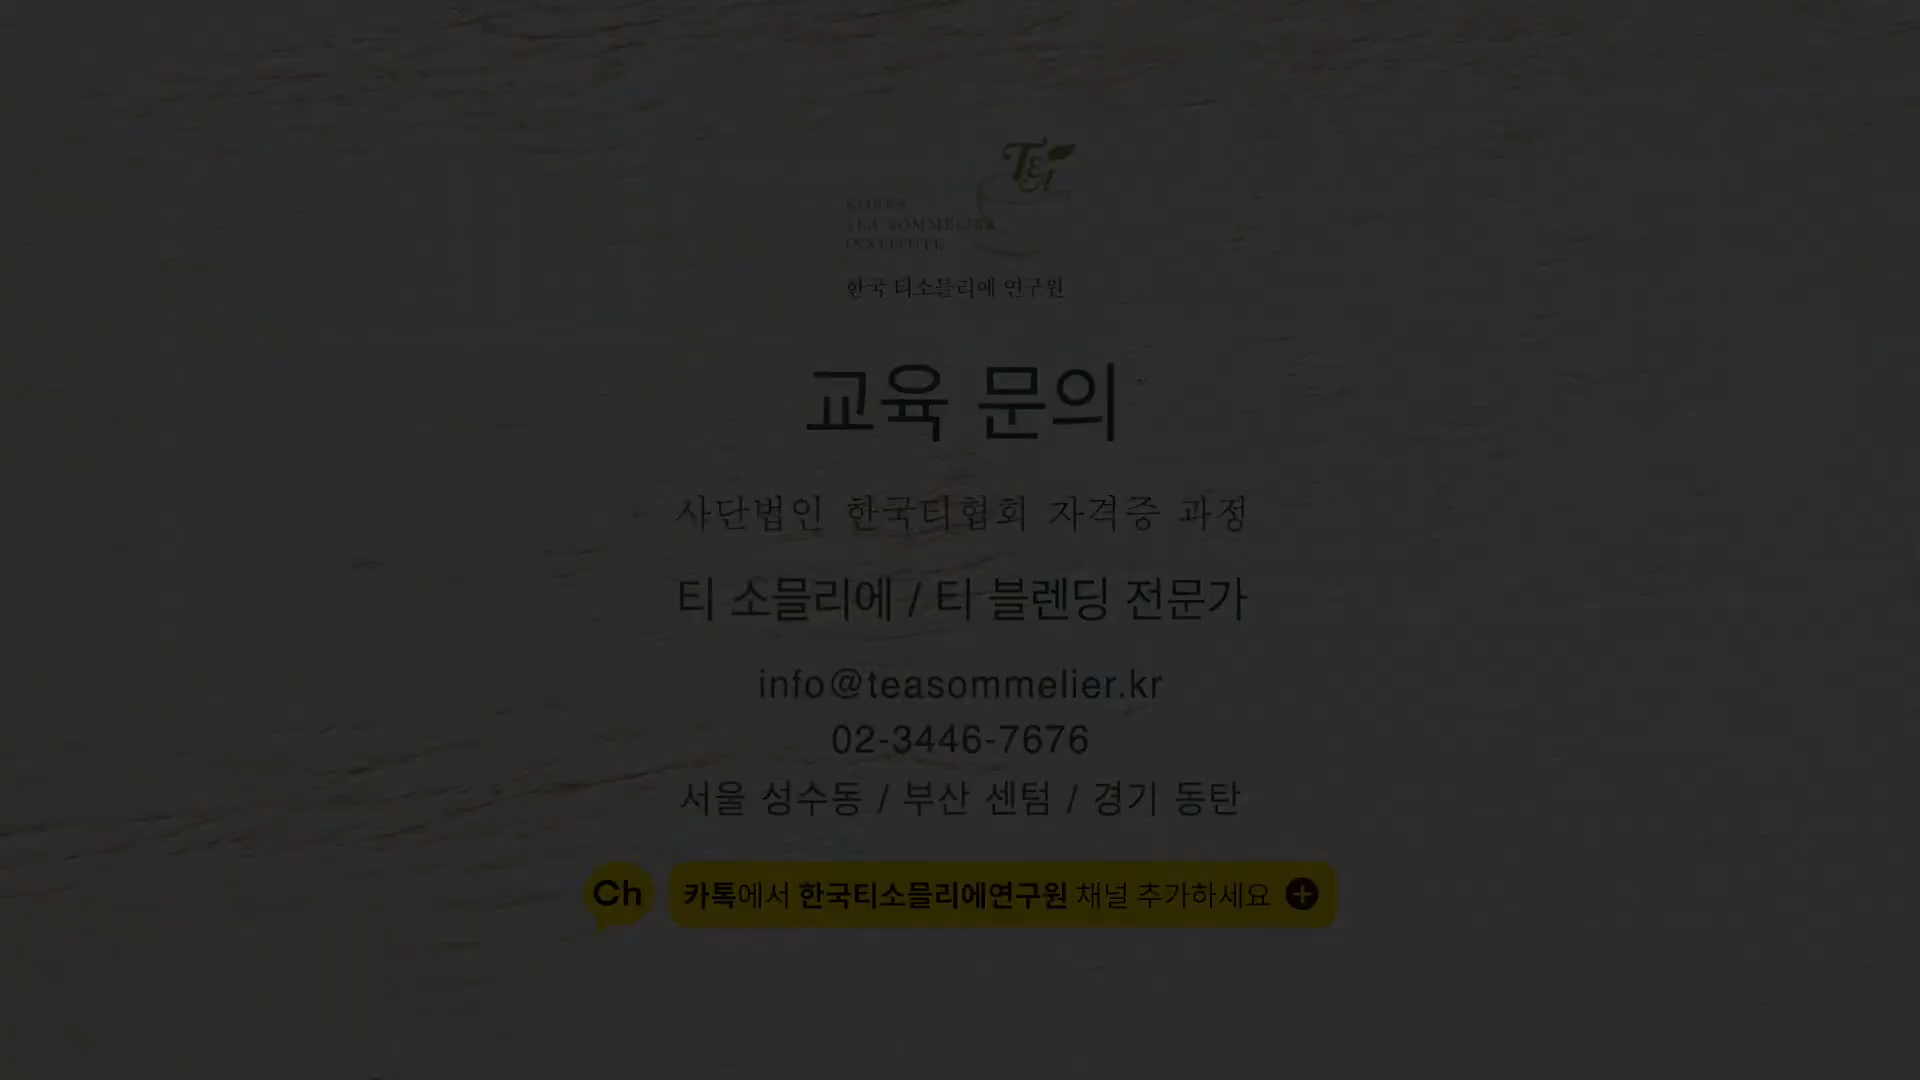 Tea
KOREA
TEA SOMMELIER
INSTITUTE
한국 티소믈리에 연구원
교육 문의
사단법인 한국티협회 자격증 과정
티 소믈리에 / 티 블렌딩 전문가
info@teasommelier.kr
02-3446-7676
서울 성수동 / 부산 센텀 / 경기 동탄
Ch 카톡에서 한국티소믈리에연구원 채널 추가하세요